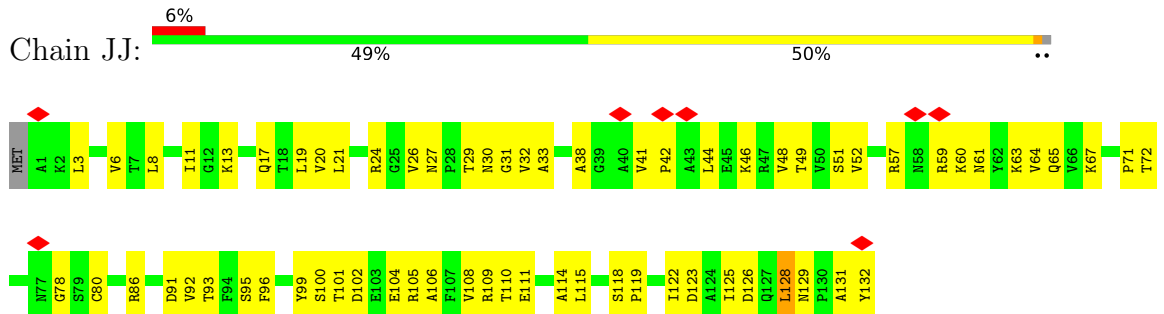 6%
Chain JJ:
49% 50% ••
MET A1 K2 L3 V6 T7 L8 I11 G12 K13 Q17 T18 L19 V20 L21 R24 G25 V26 N27 P28 T29 N30 G31 V32 A33 A38 G39 A40 V41 P42 A43 L44 E45 K46 R47 V48 T49 V50 S51 V52 R57 N58 R59 K60 N61 Y62 K63 V64 Q65 V66 K67 P71 T72
N77 G78 S79 C80 R86 D91 V92 T93 F94 S95 F96 Y99 S100 T101 D102 E103 E104 R105 A106 F107 V108 R109 T110 E111 A114 L115 S118 P119 I122 D123 A124 I125 D126 Q127 L128 N129 P130 A131 Y132